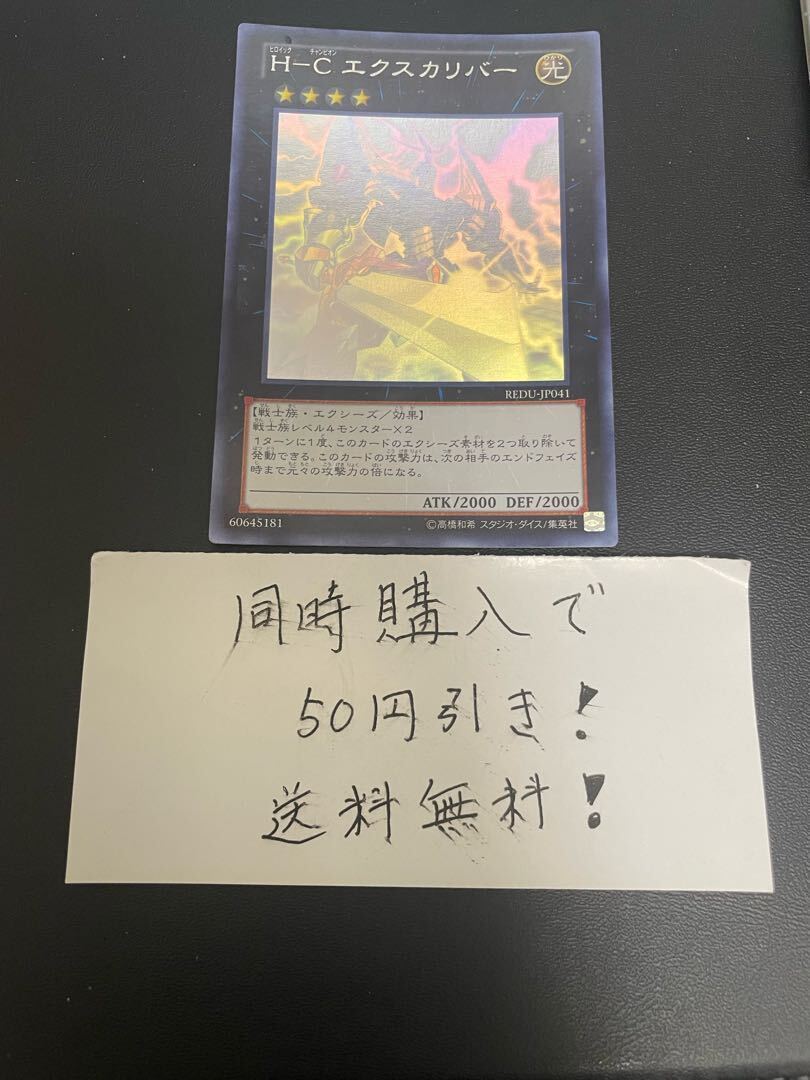 ヒロイック チャンピオン
H-C エクスカリバー
光
REDU-JP041
【戦士族・エクシーズ／効果】
戦士族レベル4モンスター×2
1ターンに1度、このカードのエクシーズ素材を2つ取り除いて
発動できる。このカードの攻撃力は、次の相手のエンドフェイズ
時まで元々の攻撃力の倍になる。
ATK/2000 DEF/2000
60645181
©高橋和希 スタジオ・ダイス/集英社
同時購入で
50円引き!
送料無料!